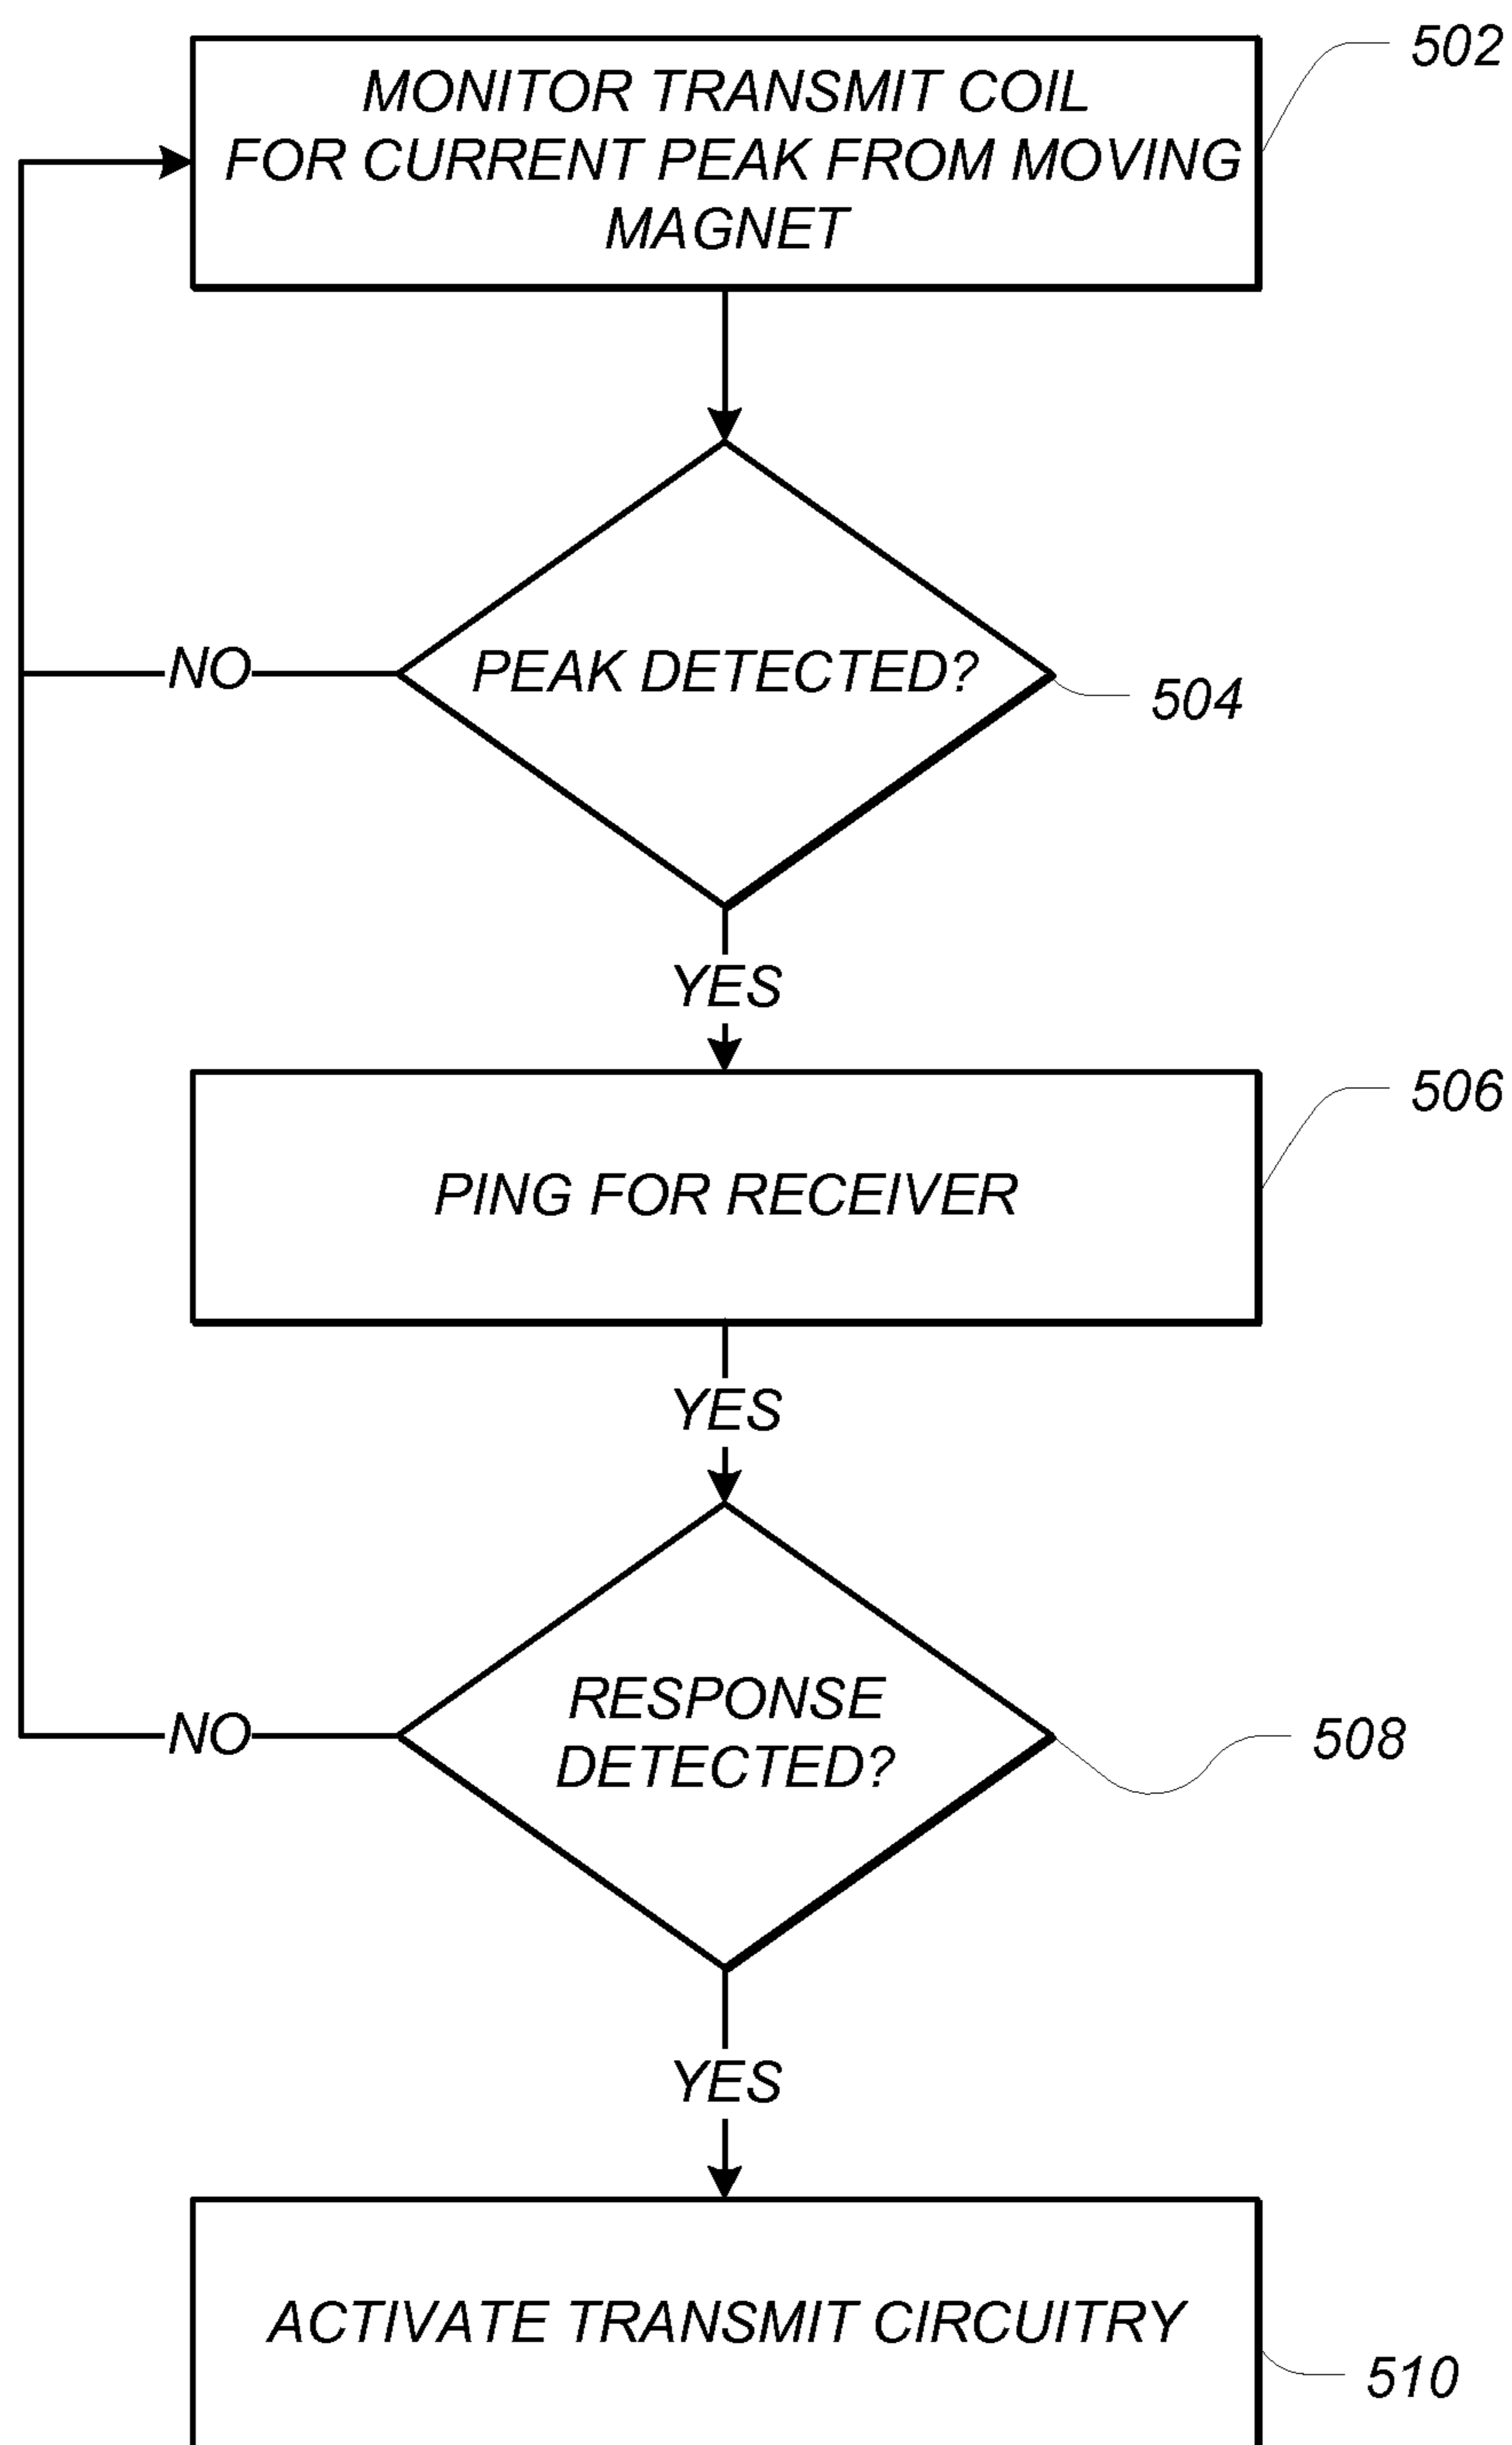 MONITOR TRANSMIT COIL
FOR CURRENT PEAK FROM MOVING
MAGNET
502
NO
PEAK DETECTED?
504
YES
PING FOR RECEIVER
506
YES
RESPONSE
DETECTED?
NO
508
YES
ACTIVATE TRANSMIT CIRCUITRY
510